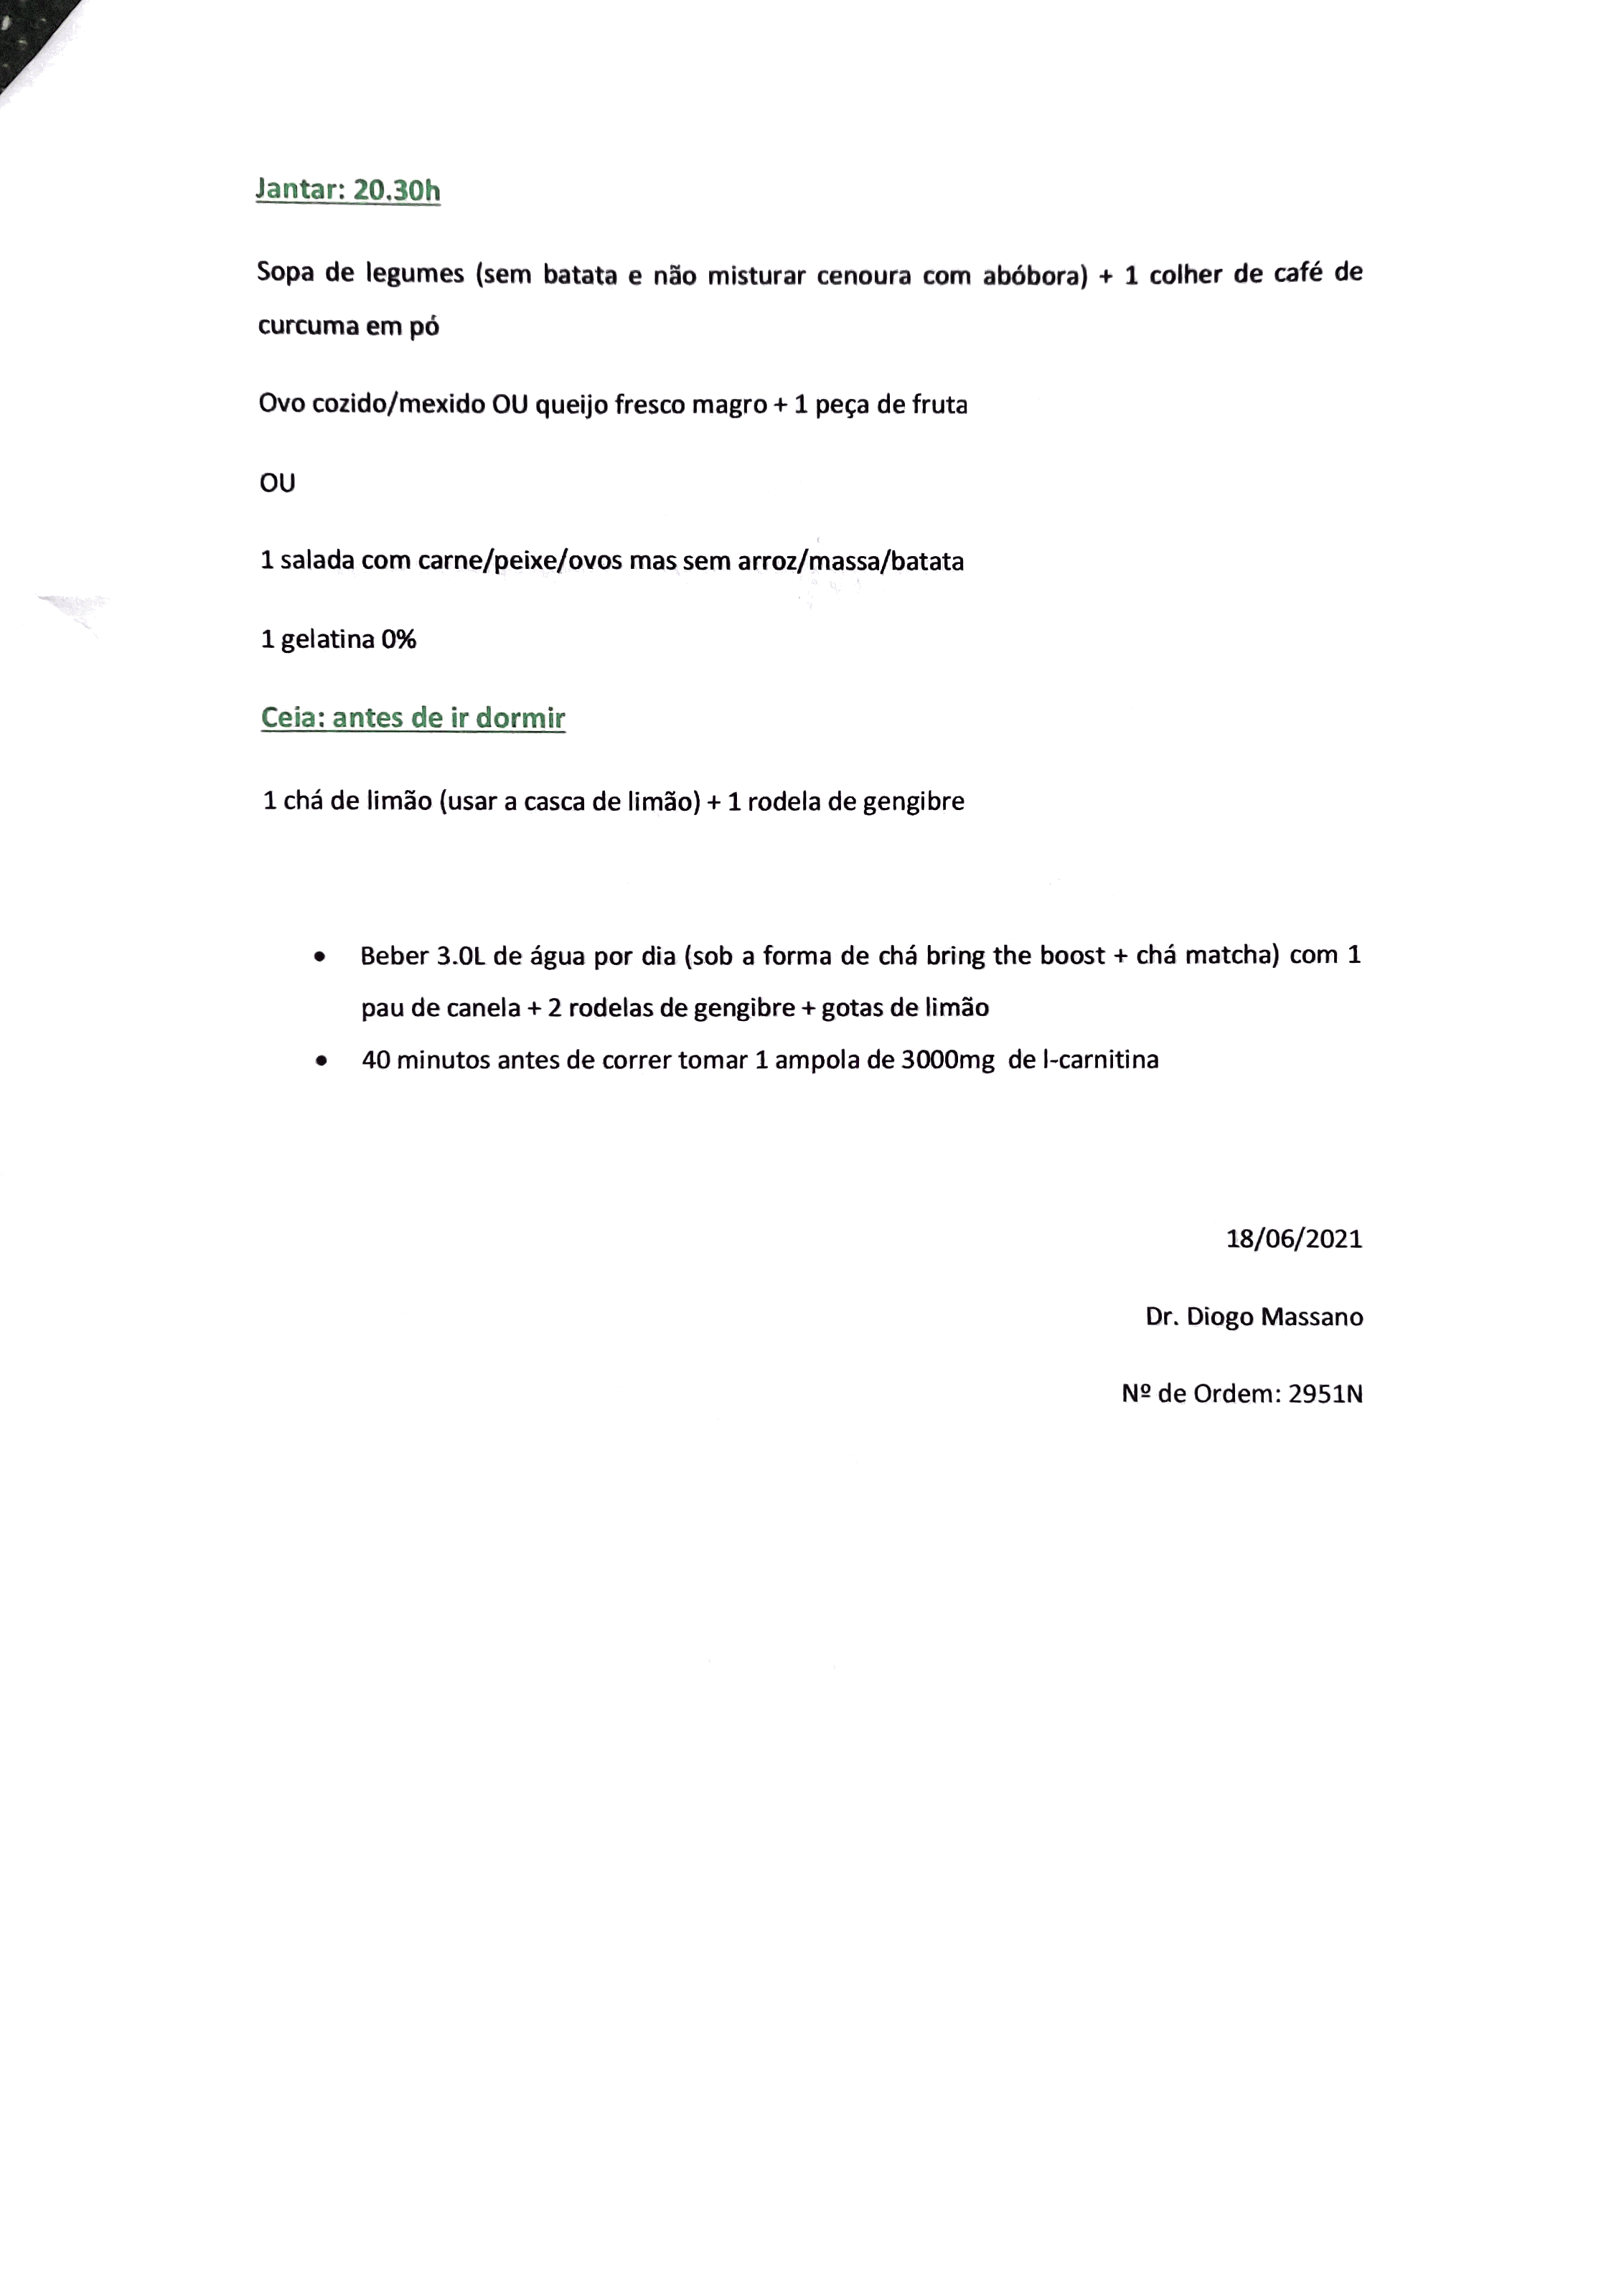 Jantar: 20.30h
Sopa de legumes (sem batata e não misturar cenoura com abóbora) + 1 colher de café de
curcuma em pó
Ovo cozido/mexido OU queijo fresco magro + 1 peça de fruta
OU
1 salada com carne/peixe/ovos mas sem arroz/massa/batata
1 gelatina 0%
Ceia: antes de ir dormir
1 chá de limão (usar a casca de limão) + 1 rodela de gengibre
• Beber 3.0L de água por dia (sob a forma de chá bring the boost + chá matcha) com 1
pau de canela + 2 rodelas de gengibre + gotas de limão
• 40 minutos antes de correr tomar 1 ampola de 3000mg  de l-carnitina
18/06/2021
Dr. Diogo Massano
Nº de Ordem: 2951N